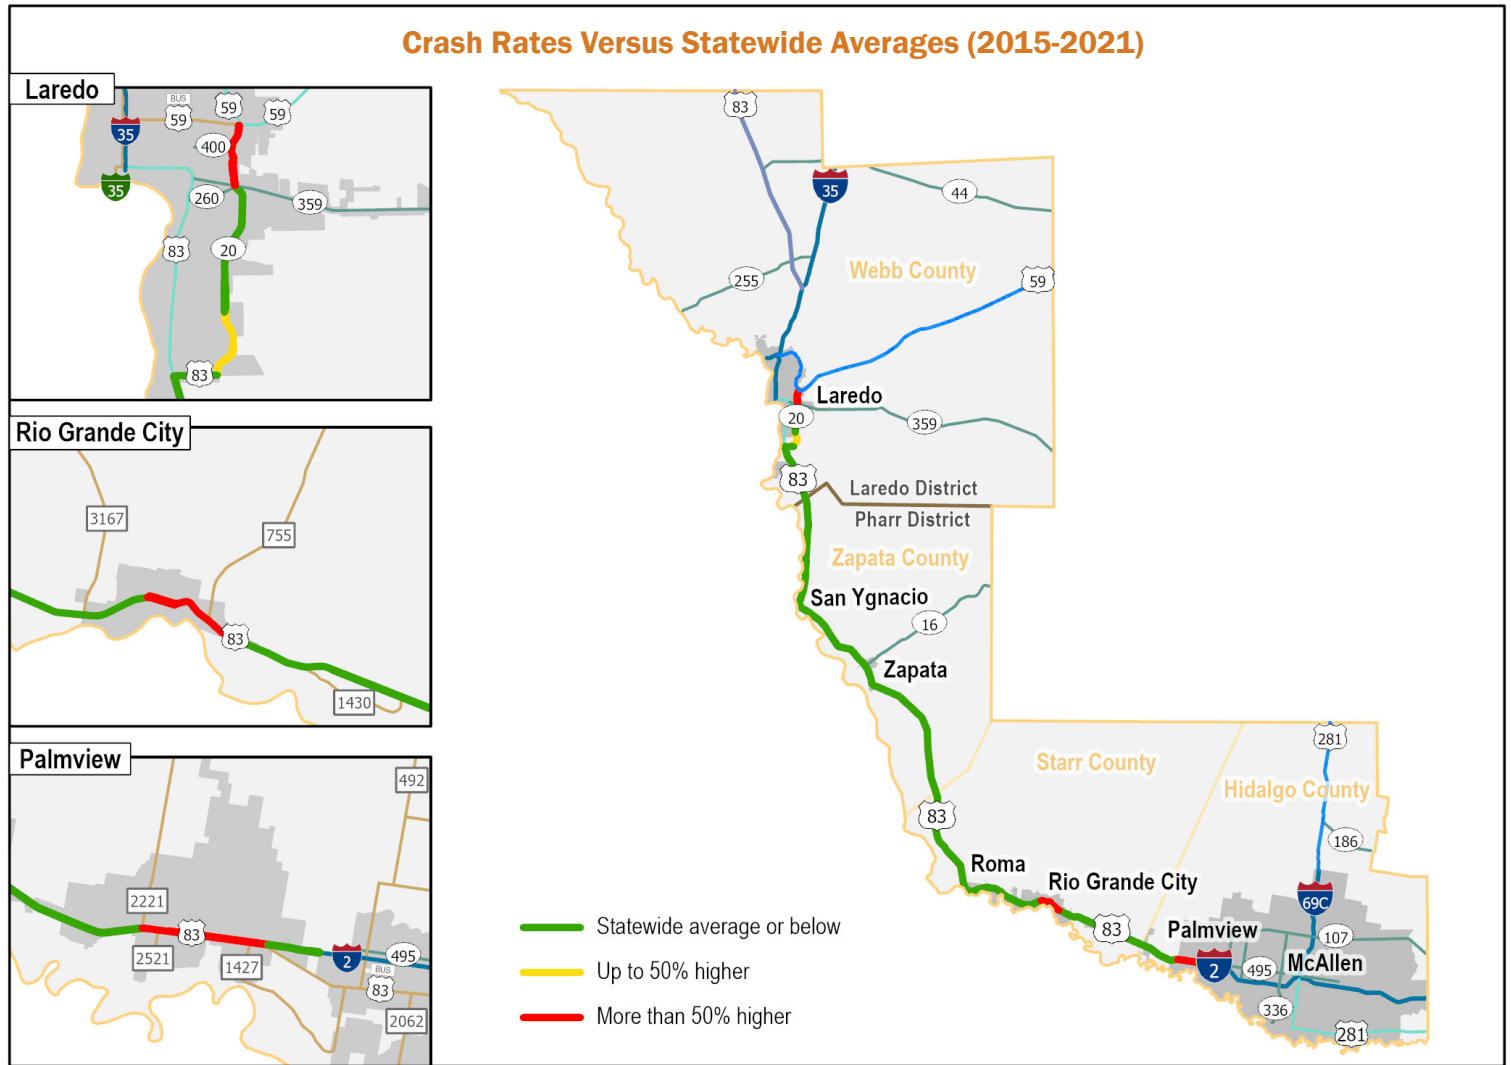 Crash Rates Versus Statewide Averages (2015-2021)
Laredo
BUS
59
59
59
35
400
35
260
359
83
20
83
Rio Grande City
3167
755
83
1430
Palmview
492
2221
83
2521
1427
2
495
BUS
83
2062
83
35
44
255
Webb County
59
Laredo
20
359
83
Laredo District
Pharr District
Zapata County
San Ygnacio
16
Zapata
Starr County
281
Hidalgo County
83
186
Roma
Rio Grande City
69C
83
Palmview
107
2
495
McAllen
336
281
Statewide average or below
Up to 50% higher
More than 50% higher